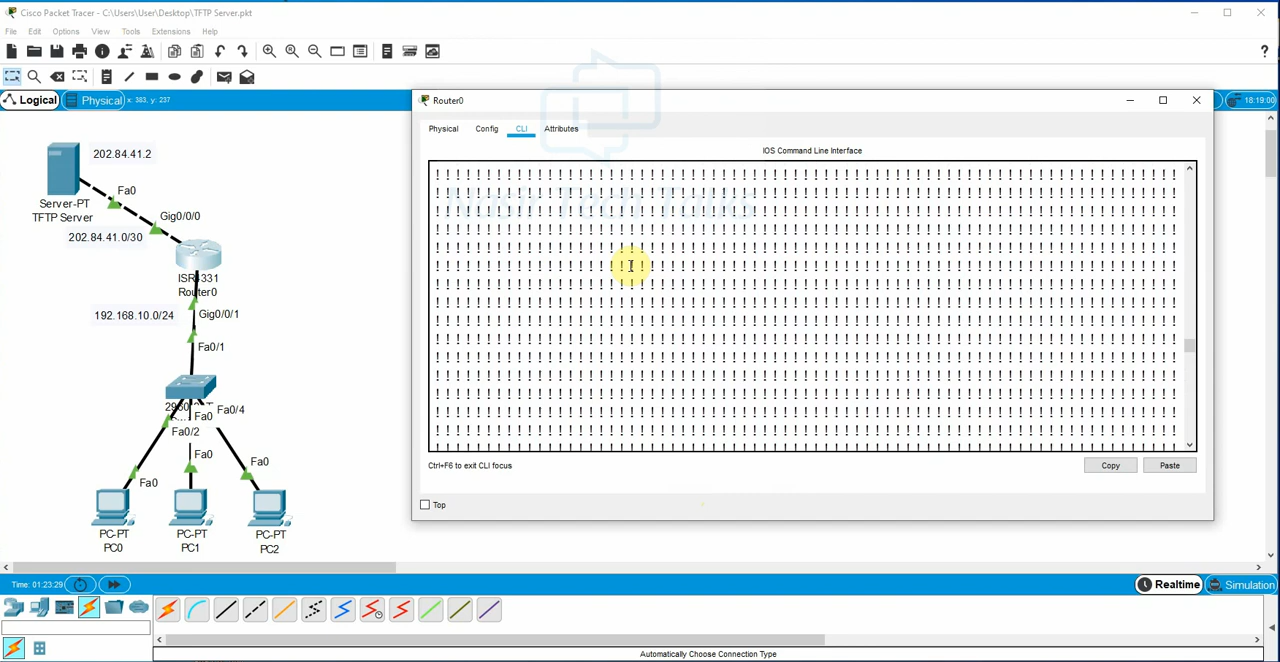 Cisco Packet Tracer - C:\Users\User\Desktop\TFTP Server.pkt
File Edit Options View Tools Extensions Help
Logical Physical x: 383, y: 237
18:19:00
Router0
Physical Config CLI Attributes
IOS Command Line Interface
Nasir Tech Talks
Ctrl+F6 to exit CLI focus
Copy Paste
Top
202.84.41.2
Fa0
Server-PT
TFTP Server
Gig0/0/0
202.84.41.0/30
Router0
192.168.10.0/24
Gig0/0/1
Fa0/1
Fa0/4
Fa0
Fa0/2
Fa0
Fa0
Fa0
PC-PT
PC0
PC-PT
PC1
PC-PT
PC2
Time: 01:23:29
Realtime Simulation
Automatically Choose Connection Type